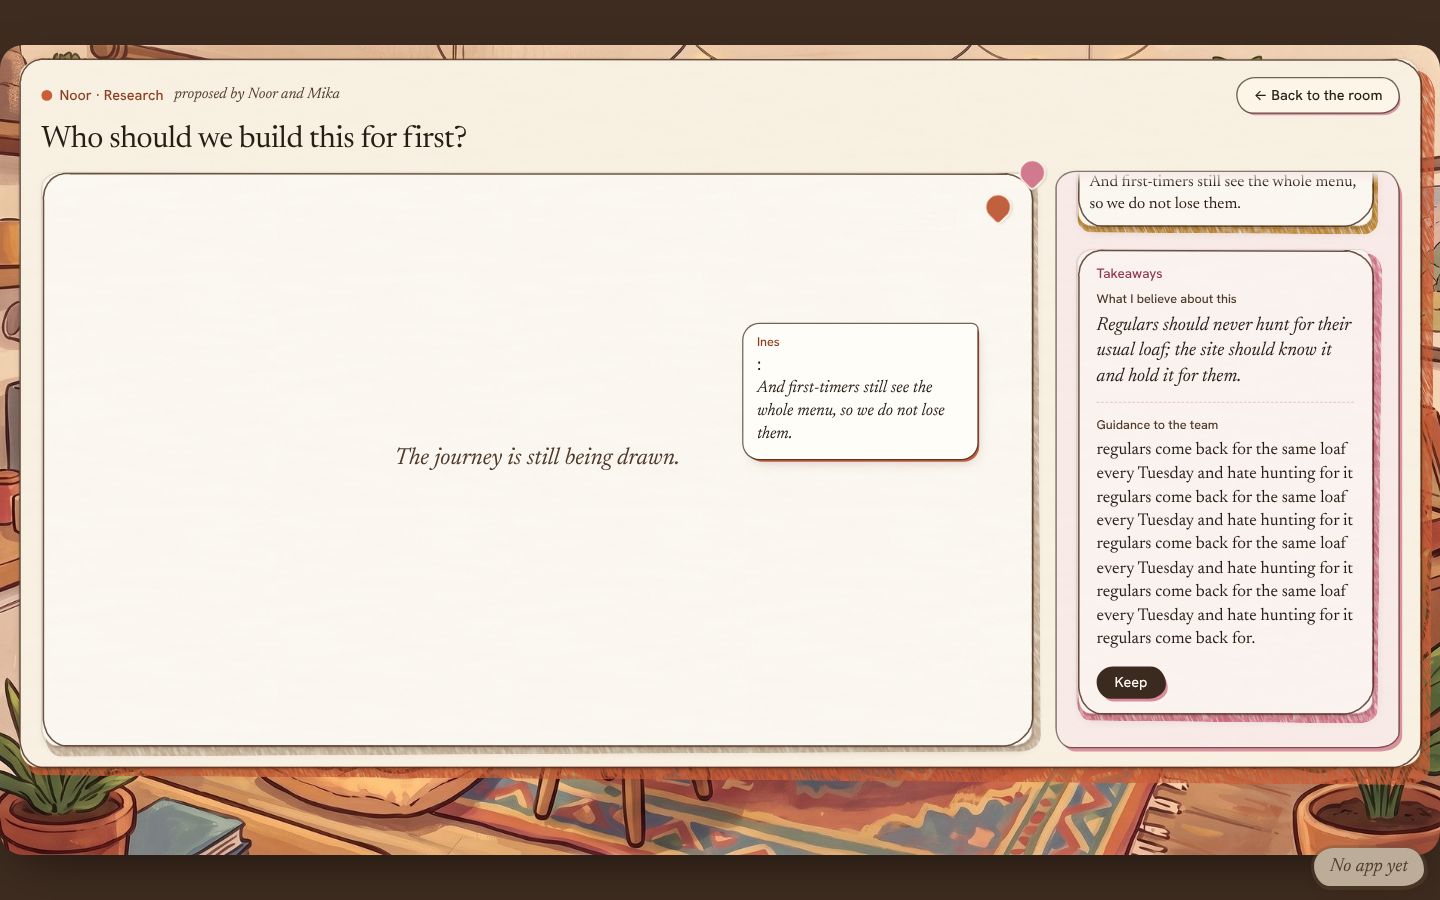 Noor · Research proposed by Noor and Mika
← Back to the room
Who should we build this for first?
The journey is still being drawn.
Ines
:
And first-timers still see the
whole menu, so we do not lose
them.
And first-timers still see the whole menu,
so we do not lose them.
Takeaways
What I believe about this
Regulars should never hunt for their
usual loaf; the site should know it
and hold it for them.
Guidance to the team
regulars come back for the same loaf
every Tuesday and hate hunting for it
regulars come back for the same loaf
every Tuesday and hate hunting for it
regulars come back for the same loaf
every Tuesday and hate hunting for it
regulars come back for the same loaf
every Tuesday and hate hunting for it
regulars come back for.
Keep
No app yet